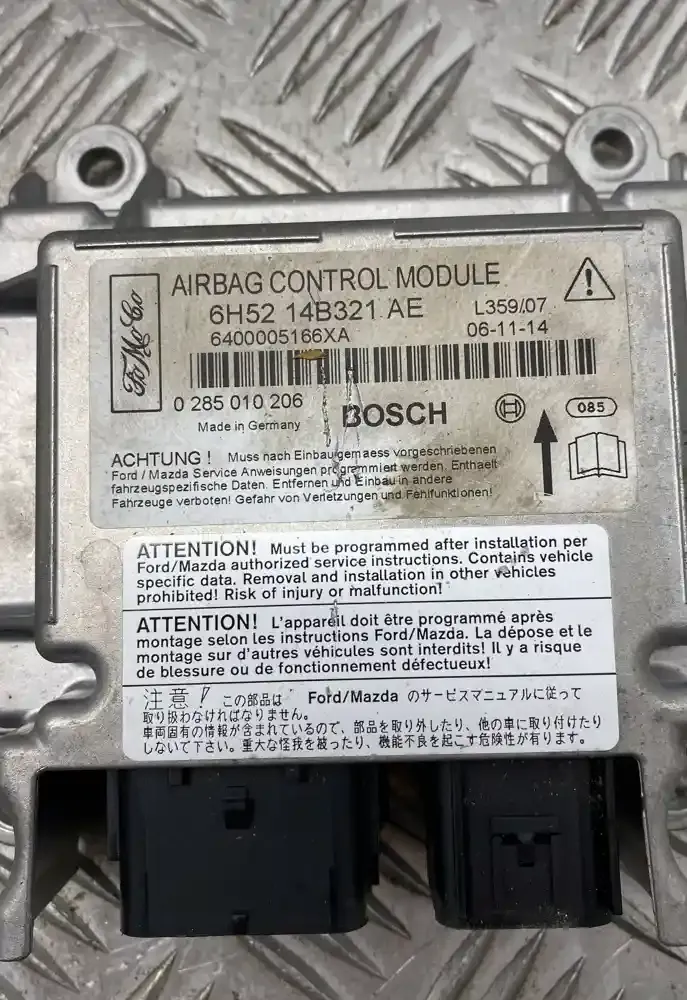 FoMoCo
AIRBAG CONTROL MODULE
6H52 14B321 AE
L359/07
6400005166XA
06-11-14
0 285 010 206
BOSCH
085
Made in Germany
ACHTUNG ! Muss nach Einbau gemaess vorgeschriebenen
Ford / Mazda Service Anweisungen programmiert werden. Enthaelt
fahrzeugspezifische Daten. Entfernen und Einbau in andere
Fahrzeuge verboten! Gefahr von Verletzungen und Fehlfunktionen!
ATTENTION! Must be programmed after installation per
Ford/Mazda authorized service instructions. Contains vehicle
specific data. Removal and installation in other vehicles
prohibited! Risk of injury or malfunction!
ATTENTION! L'appareil doit être programmé après
montage selon les instructions Ford/Mazda. La dépose et le
montage sur d'autres véhicules sont interdits! Il y a risque
de blessure ou de fonctionnement défectueux!
注意! この部品は Ford/Mazda のサービスマニュアルに従って
取り扱わなければなりません。
車両固有の情報が含まれているので、部品を取り外したり、他の車に取り付けたり
しないで下さい。重大な怪我を被ったり、機能不良を起こす危険性が有ります。